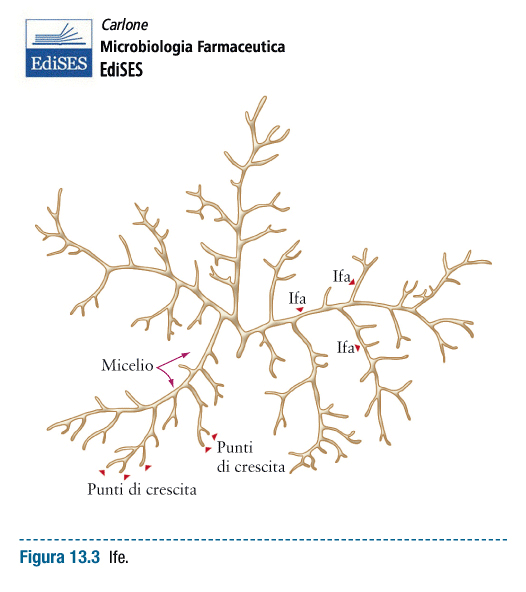 Carlone
Microbiologia Farmaceutica
EdiSES
EdiSES
Ifa
Ifa
Ifa
Micelio
Punti
di crescita
Punti di crescita
Figura 13.3 Ife.